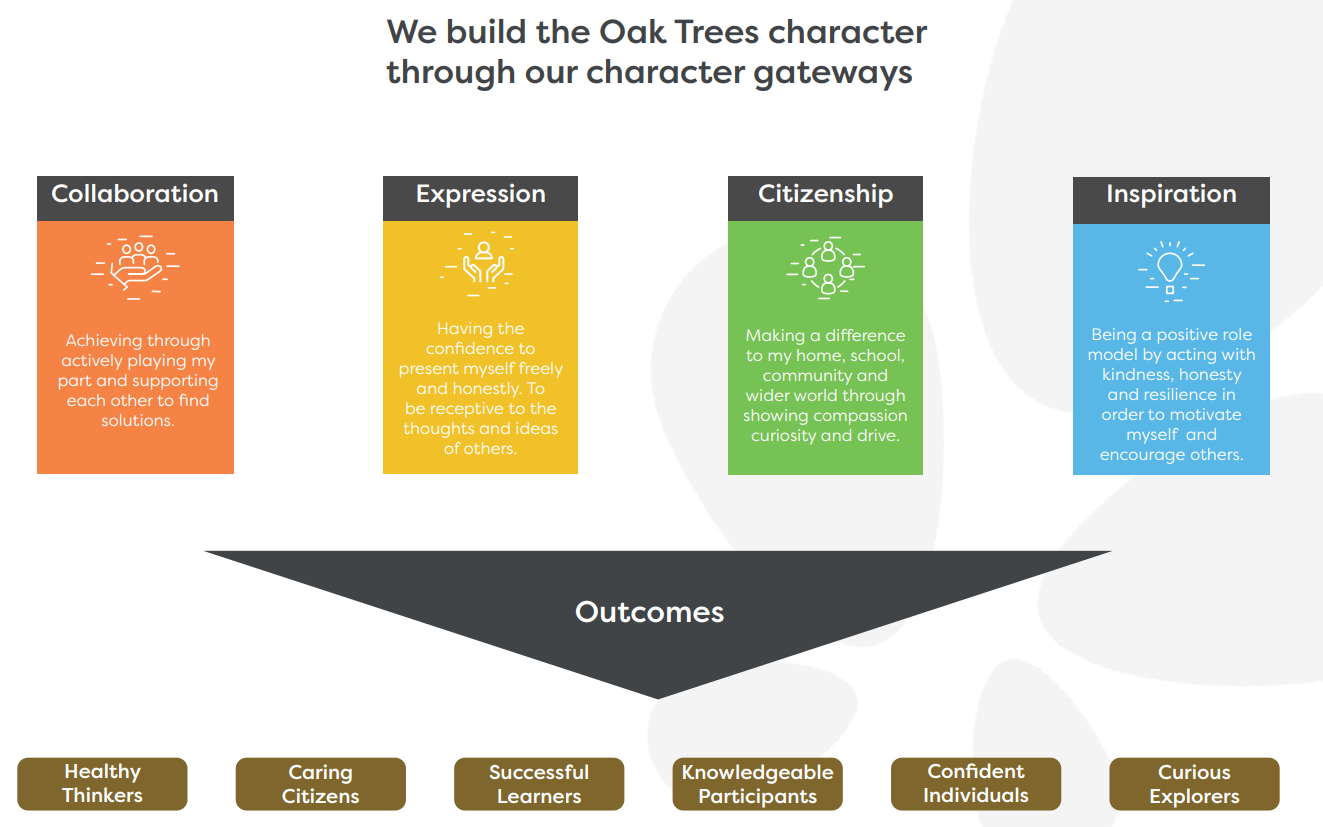 We build the Oak Trees character
through our character gateways
Collaboration
Achieving through
actively playing my
part and supporting
each other to find
solutions.
Expression
Having the
confidence to
present myself freely
and honestly. To
be receptive to the
thoughts and ideas
of others.
Citizenship
Making a difference
to my home, school,
community and
wider world through
showing compassion
curiosity and drive.
Inspiration
Being a positive role
model by acting with
kindness, honesty
and resilience in
order to motivate
myself and
encourage others.
Outcomes
Healthy
Thinkers
Caring
Citizens
Successful
Learners
Knowledgeable
Participants
Confident
Individuals
Curious
Explorers